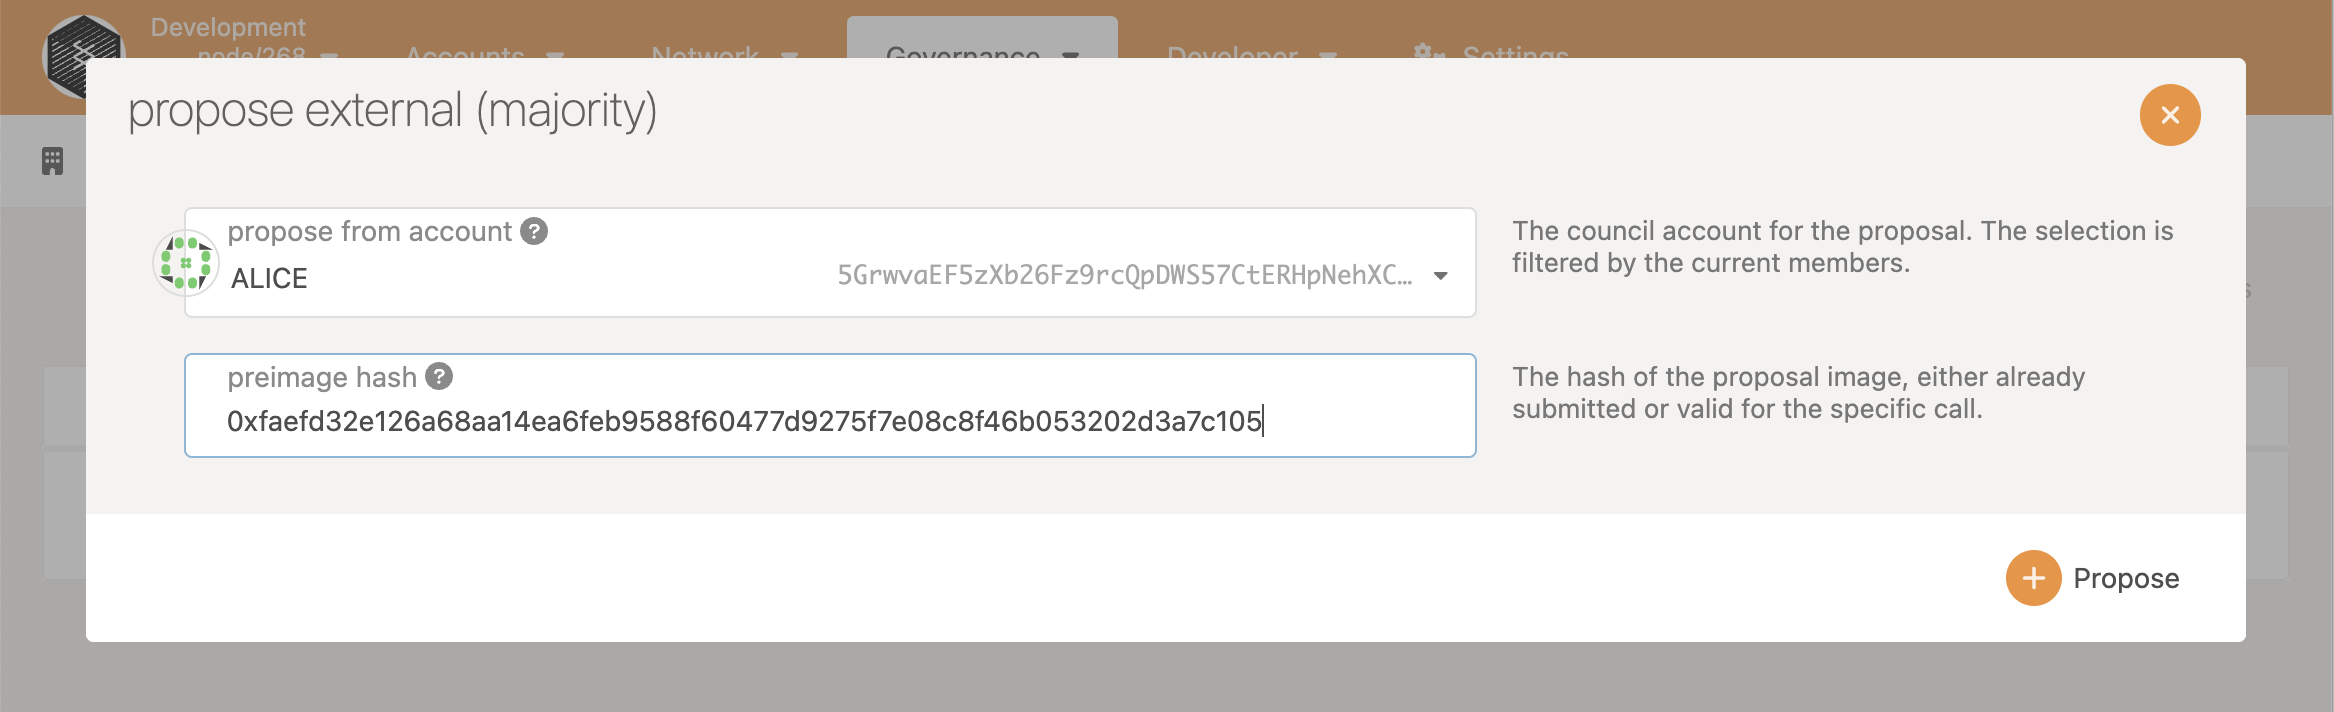 Development
node/268 Accounts Network Governance Developer Settings
propose external (majority)
propose from account ?
ALICE 5GrwvaEF5zXb26Fz9rcQpDWS57CtERHpNehXC…
The council account for the proposal. The selection is
filtered by the current members.
preimage hash ?
0xfaefd32e126a68aa14ea6feb9588f60477d9275f7e08c8f46b053202d3a7c105
The hash of the proposal image, either already
submitted or valid for the specific call.
Propose